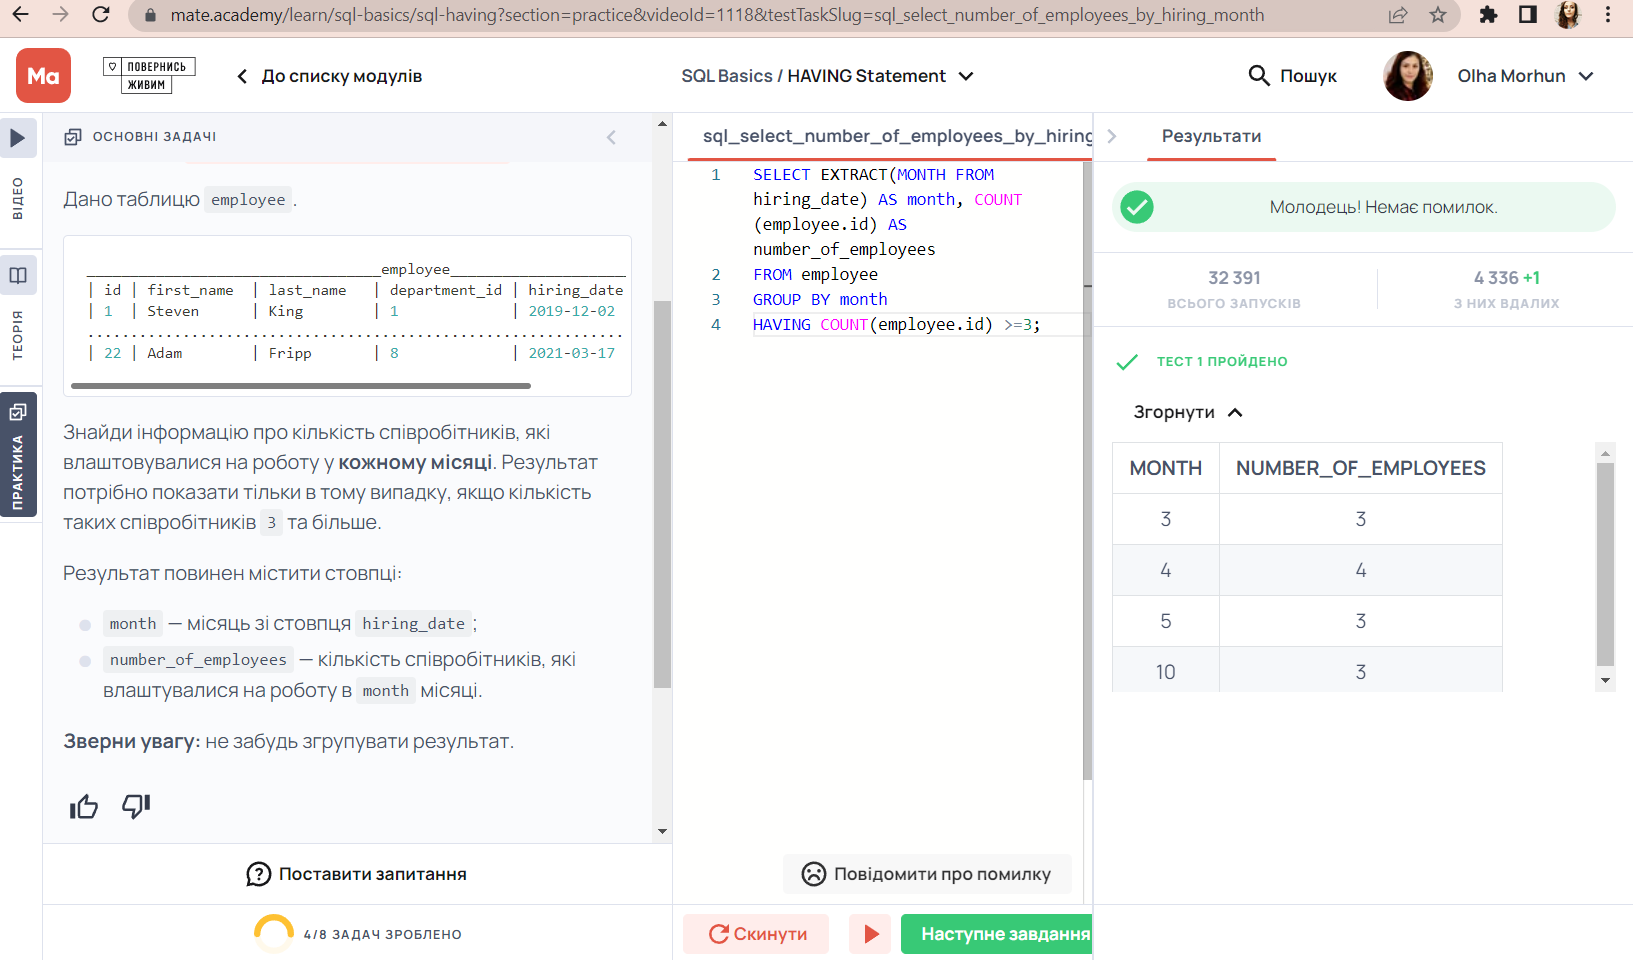 mate.academy/learn/sql-basics/sql-having?section=practice&videoId=1118&testTaskSlug=sql_select_number_of_employees_by_hiring_month
Ma
ПОВЕРНИСЬ
ЖИВИМ
До списку модулів
SQL Basics / HAVING Statement
Пошук
Olha Morhun
ВІДЕО
ТЕОРІЯ
ПРАКТИКА
ОСНОВНІ ЗАДАЧІ
Дано таблицю employee.
__________________________________employee____________________
| id | first_name | last_name | department_id | hiring_date
| 1 | Steven | King | 1 | 2019-12-02
..............................................................
| 22 | Adam | Fripp | 8 | 2021-03-17
Знайди інформацію про кількість співробітників, які
влаштовувалися на роботу у кожному місяці. Результат
потрібно показати тільки в тому випадку, якщо кількість
таких співробітників 3 та більше.
Результат повинен містити стовпці:
month — місяць зі стовпця hiring_date;
number_of_employees — кількість співробітників, які
влаштувалися на роботу в month місяці.
Зверни увагу: не забудь згрупувати результат.
Поставити запитання
4/8 ЗАДАЧ ЗРОБЛЕНО
sql_select_number_of_employees_by_hiring
1 SELECT EXTRACT(MONTH FROM
hiring_date) AS month, COUNT
(employee.id) AS
number_of_employees
2 FROM employee
3 GROUP BY month
4 HAVING COUNT(employee.id) >=3;
Повідомити про помилку
Скинути
Наступне завдання
Результати
Молодець! Немає помилок.
32 391
ВСЬОГО ЗАПУСКІВ
4 336 +1
З НИХ ВДАЛИХ
ТЕСТ 1 ПРОЙДЕНО
Згорнути
MONTH NUMBER_OF_EMPLOYEES
3 3
4 4
5 3
10 3